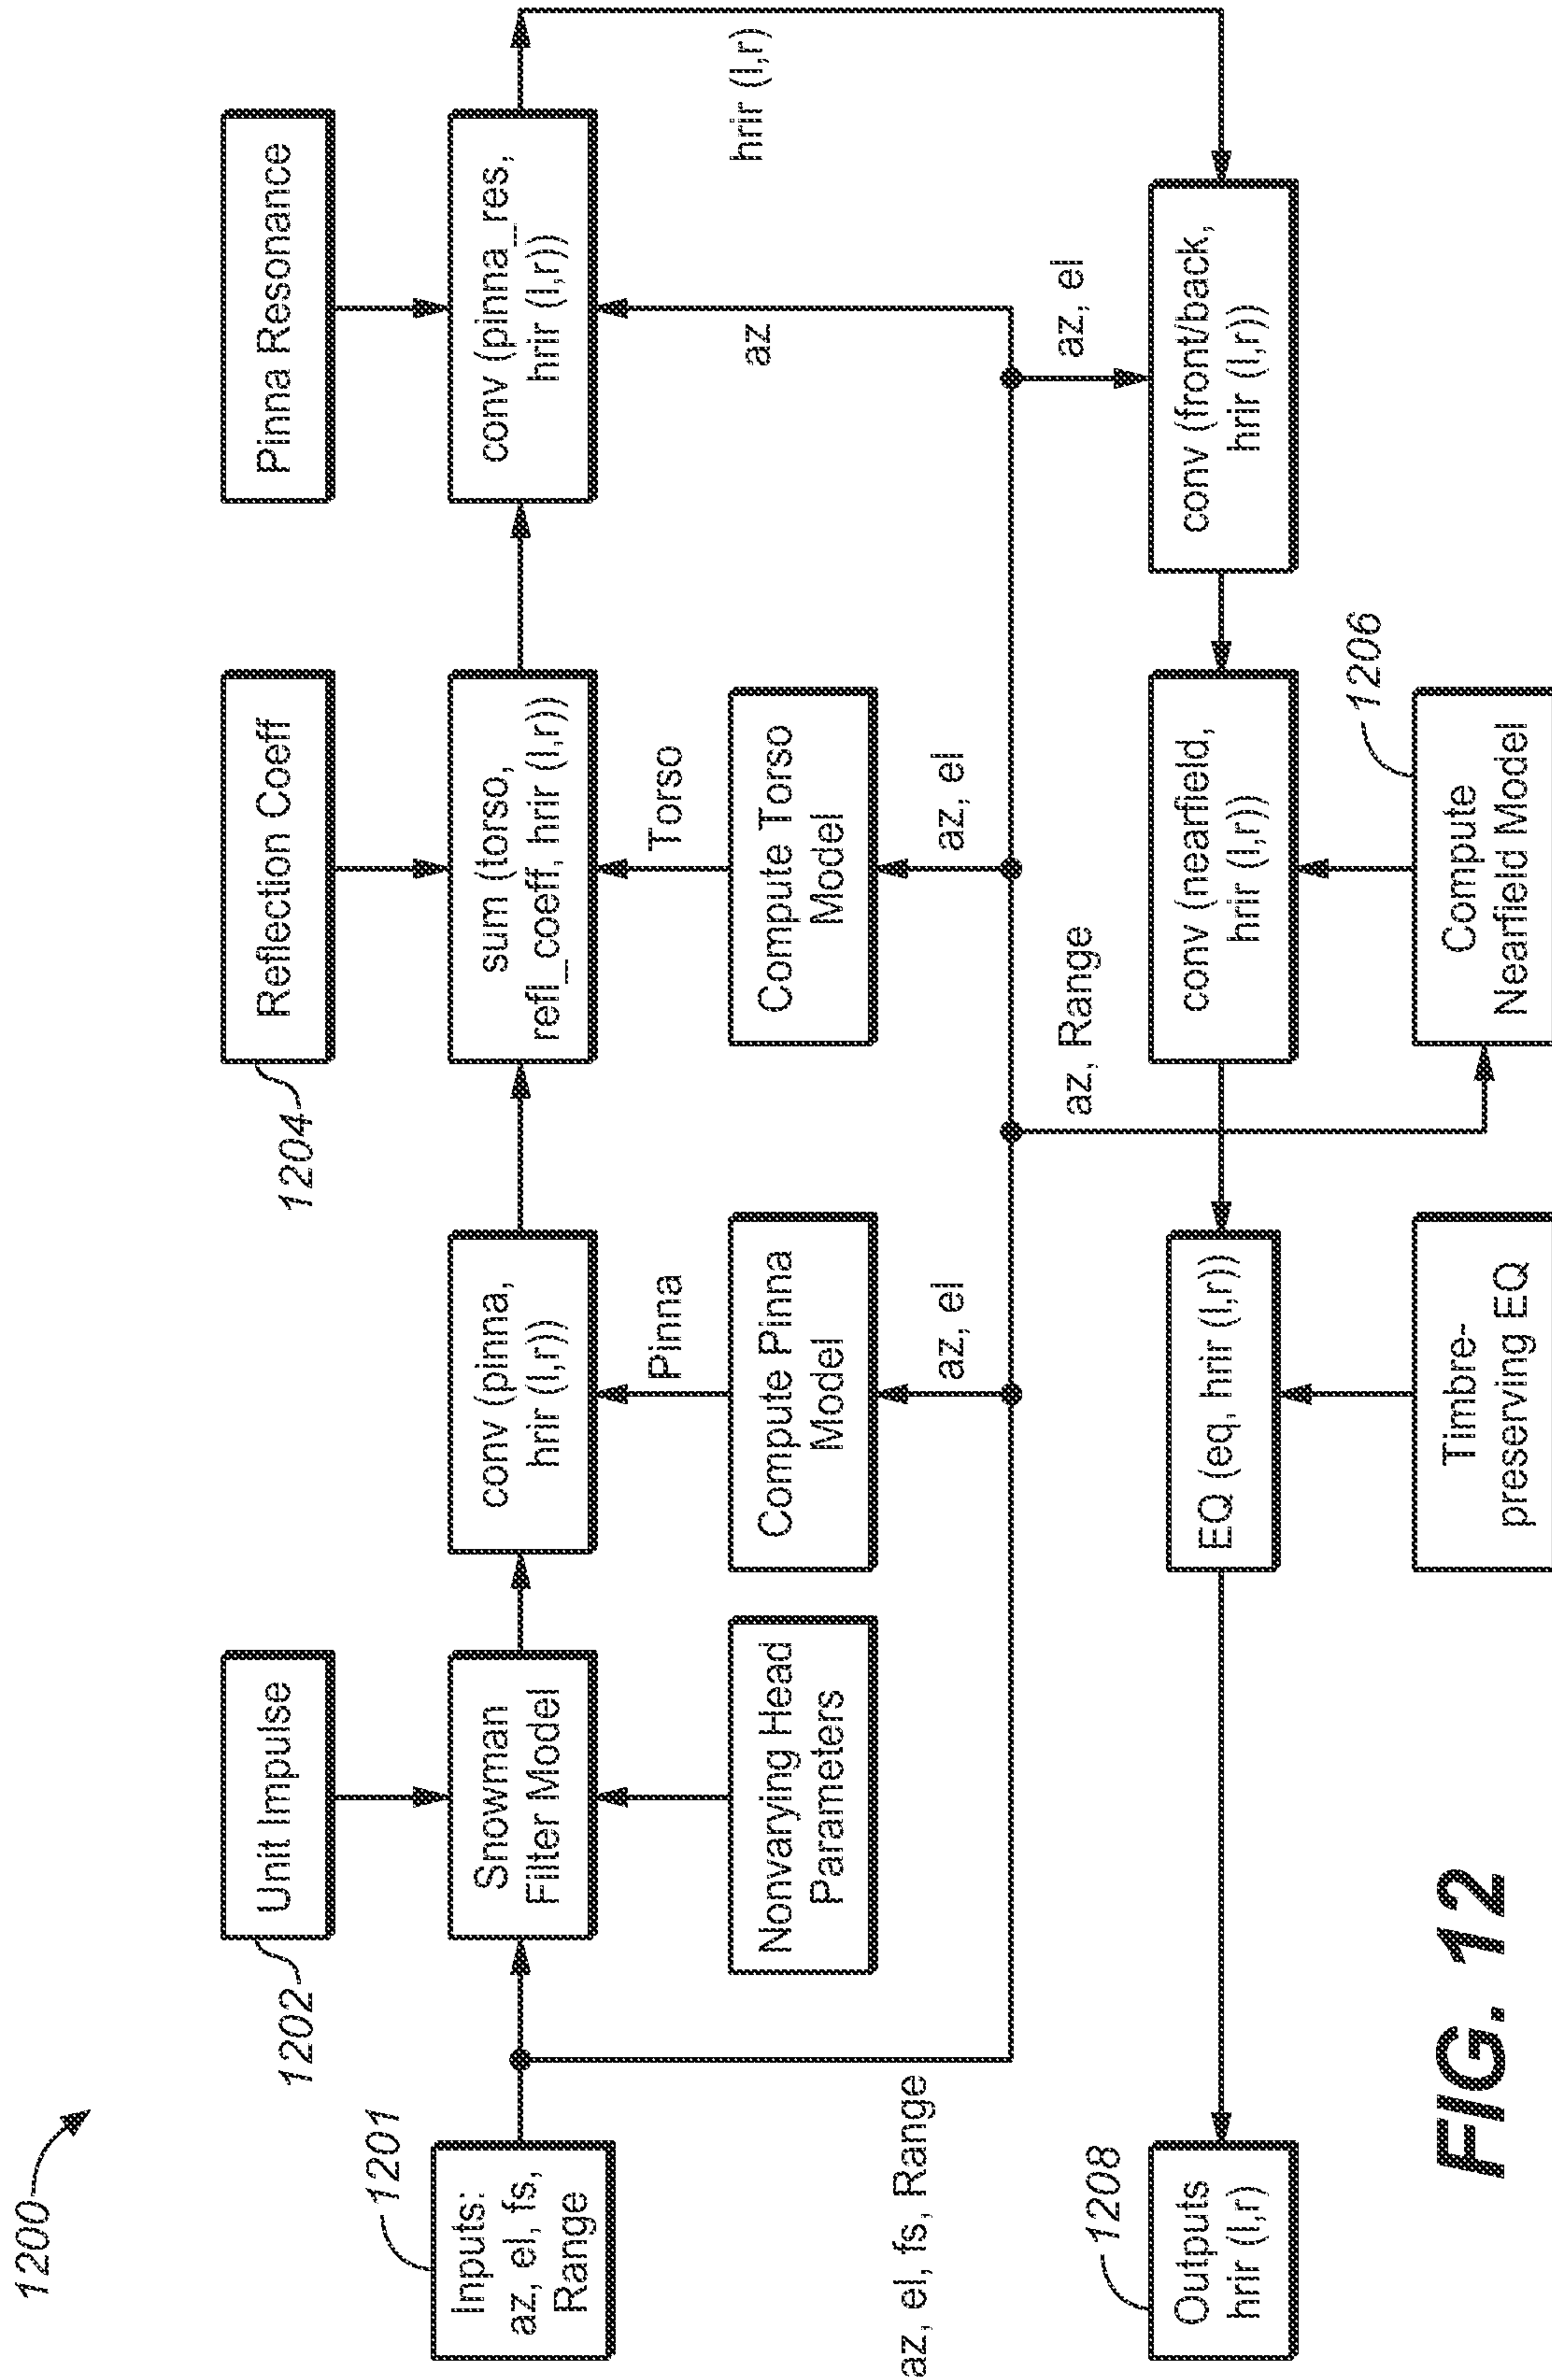 1200
Unit Impulse
1202
Reflection Coeff
1204
Pinna Resonance
1201
Inputs:
az, el, fs,
Range
Snowman
Filter Model
conv (pinna,
hrir (l,r))
sum (torso,
refl_coeff, hrir (l,r))
conv (pinna_res,
hrir (l,r))
Pinna
Torso
Nonvarying Head
Parameters
Compute Pinna
Model
Compute Torso
Model
az
hrir (l,r)
az, el, fs, Range
az, el
az, el
az, Range
az, el
1208
Outputs
hrir (l,r)
EQ (eq, hrir (l,r))
conv (nearfield,
hrir (l,r))
conv (front/back,
hrir (l,r))
1206
Timbre-
preserving EQ
Compute
Nearfield Model
FIG. 12